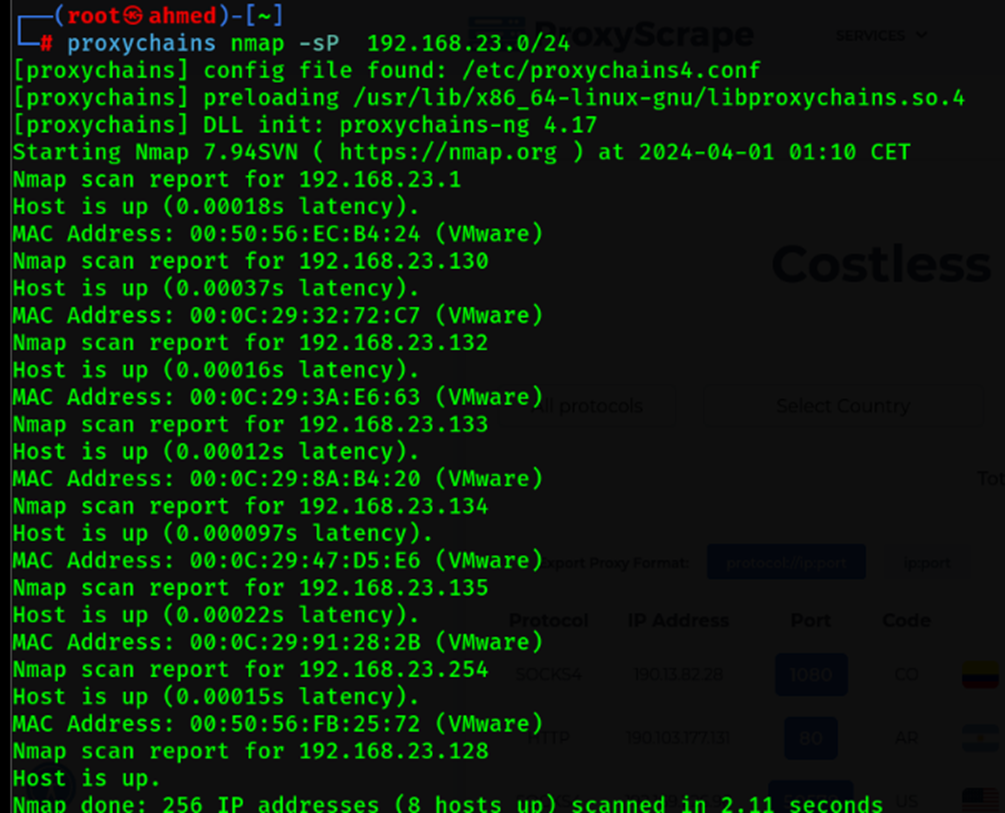 ┌──(root㉿ahmed)-[~]
└─# proxychains nmap -sP  192.168.23.0/24
[proxychains] config file found: /etc/proxychains4.conf
[proxychains] preloading /usr/lib/x86_64-linux-gnu/libproxychains.so.4
[proxychains] DLL init: proxychains-ng 4.17
Starting Nmap 7.94SVN ( https://nmap.org ) at 2024-04-01 01:10 CET
Nmap scan report for 192.168.23.1
Host is up (0.00018s latency).
MAC Address: 00:50:56:EC:B4:24 (VMware)
Nmap scan report for 192.168.23.130
Host is up (0.00037s latency).
MAC Address: 00:0C:29:32:72:C7 (VMware)
Nmap scan report for 192.168.23.132
Host is up (0.00016s latency).
MAC Address: 00:0C:29:3A:E6:63 (VMware)
Nmap scan report for 192.168.23.133
Host is up (0.00012s latency).
MAC Address: 00:0C:29:8A:B4:20 (VMware)
Nmap scan report for 192.168.23.134
Host is up (0.000097s latency).
MAC Address: 00:0C:29:47:D5:E6 (VMware)
Nmap scan report for 192.168.23.135
Host is up (0.00022s latency).
MAC Address: 00:0C:29:91:28:2B (VMware)
Nmap scan report for 192.168.23.254
Host is up (0.00015s latency).
MAC Address: 00:50:56:FB:25:72 (VMware)
Nmap scan report for 192.168.23.128
Host is up.
Nmap done: 256 IP addresses (8 hosts up) scanned in 2.11 seconds
ProxyScrape
SERVICES
Costless
All protocols
Select Country
Export Proxy Format:
protocol://ip:port
ip:port
Protocol IP Address Port Code
SOCKS4 190.13.82.28 1080 CO
HTTP 190.103.177.131 80 AR
US